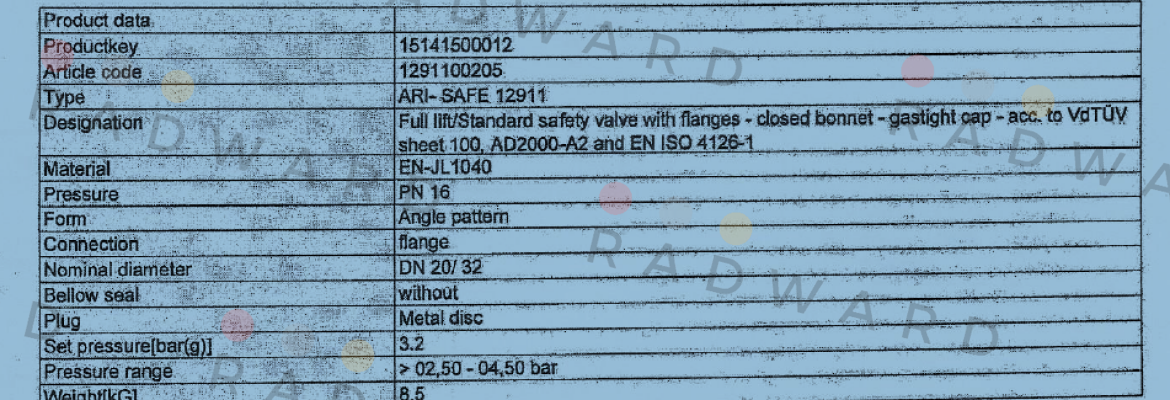 Product data
Productkey 15141500012
Article code 1291100205
Type ARI- SAFE 12911
Designation Full lift/Standard safety valve with flanges - closed bonnet - gastight cap - acc. to VdTÜV
sheet 100, AD2000-A2 and EN ISO 4126-1
Material EN-JL1040
Pressure PN 16
Form Angle pattern
Connection flange
Nominal diameter DN 20/ 32
Bellow seal without
Plug Metal disc
Set pressure[bar(g)] 3.2
Pressure range > 02,50 - 04,50 bar
Weight[kG] 8.5
RADWARD
RADWARD
RADWARD